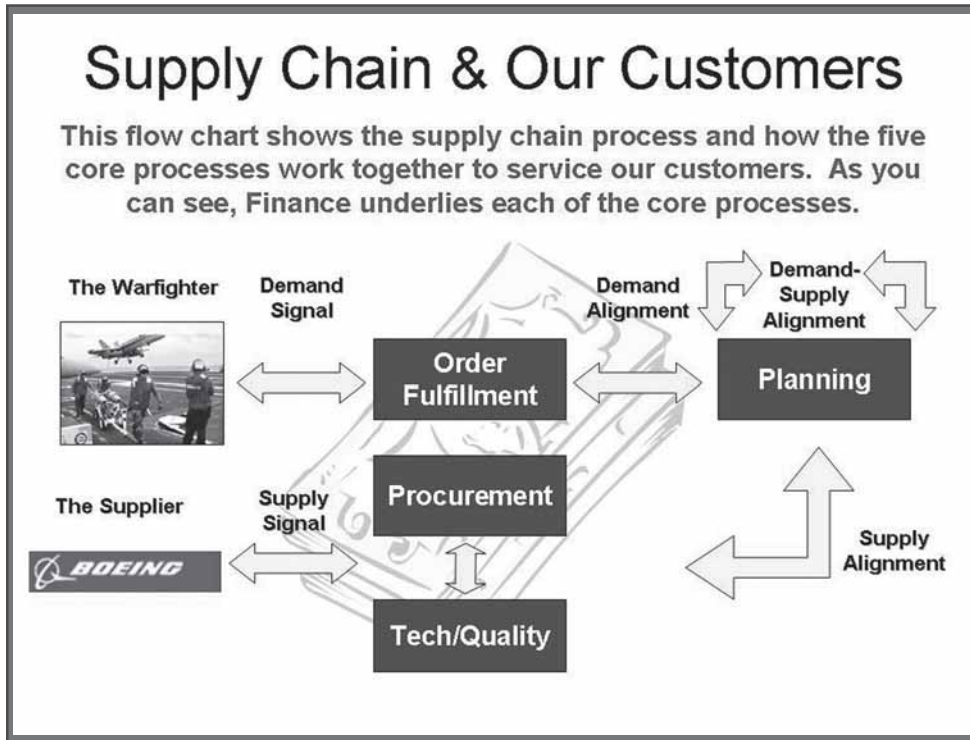 Supply Chain & Our Customers
This flow chart shows the supply chain process and how the five
core processes work together to service our customers.  As you
can see, Finance underlies each of the core processes.
The Warfighter
Demand
Signal
Demand
Alignment
Demand-
Supply
Alignment
Order
Fulfillment
Planning
Procurement
The Supplier
Supply
Signal
BOEING
Supply
Alignment
Tech/Quality